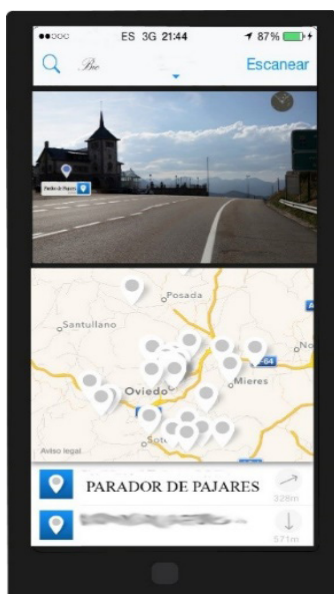 ES 3G 21:44 87%
Bio
Escanear
Parador de Pajares
Posada
Santullano
A-64
Oviedo
Mieres
Aviso legal
PARADOR DE PAJARES
328m
571m